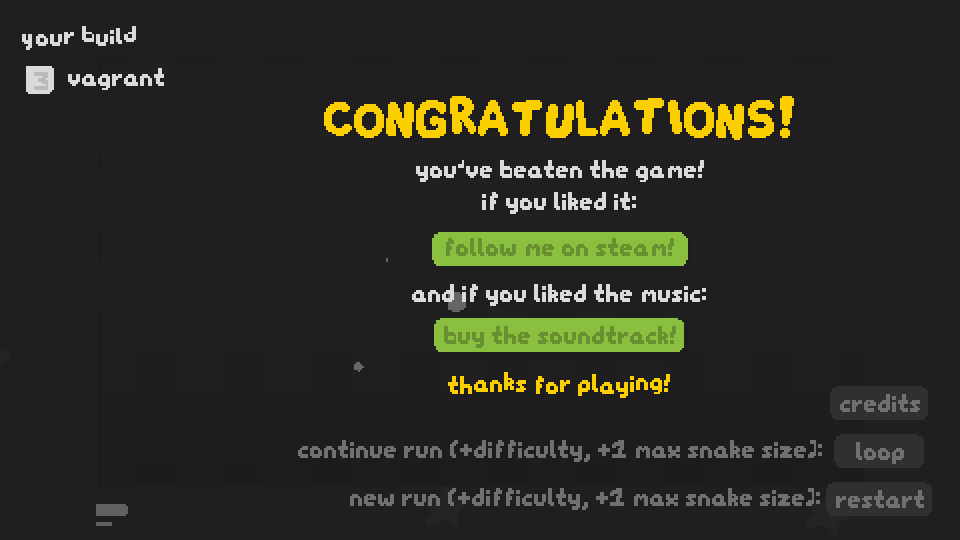 your build
3 vagrant
CONGRATULATIONS!
you've beaten the game!
if you liked it:
follow me on steam!
and if you liked the music:
buy the soundtrack!
thanks for playing!
credits
continue run (+difficulty, +1 max snake size): loop
new run (+difficulty, +1 max snake size): restart